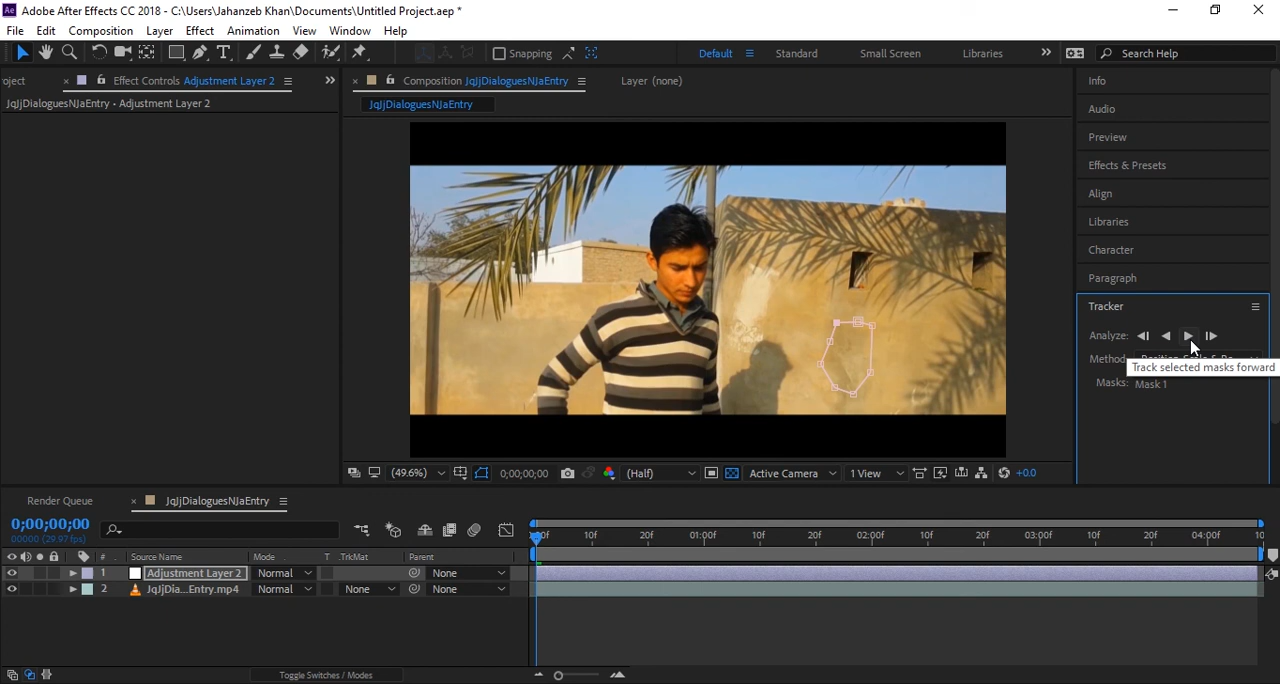 Adobe After Effects CC 2018 - C:\Users\Jahanzeb Khan\Documents\Untitled Project.aep *
File Edit Composition Layer Effect Animation View Window Help
Snapping Default Standard Small Screen Libraries Search Help
oject Effect Controls Adjustment Layer 2 Composition JqJjDialoguesNJaEntry Layer (none) Info
JqJjDialoguesNJaEntry • Adjustment Layer 2 JqJjDialoguesNJaEntry Audio
Preview
Effects & Presets
Align
Libraries
Character
Paragraph
Tracker
Analyze:
Method:
Track selected masks forward
Masks: Mask 1
(49.6%) 0;00;00;00 (Half) Active Camera 1 View +0.0
Render Queue JqJjDialoguesNJaEntry
0;00;00;00
00000 (29.97 fps)
10f 20f 01:00f 10f 20f 02:00f 10f 20f 03:00f 10f 20f 04:00f 10
# Source Name Mode T TrkMat Parent
1 Adjustment Layer 2 Normal None
2 JqJjDia...Entry.mp4 Normal None None
Toggle Switches / Modes